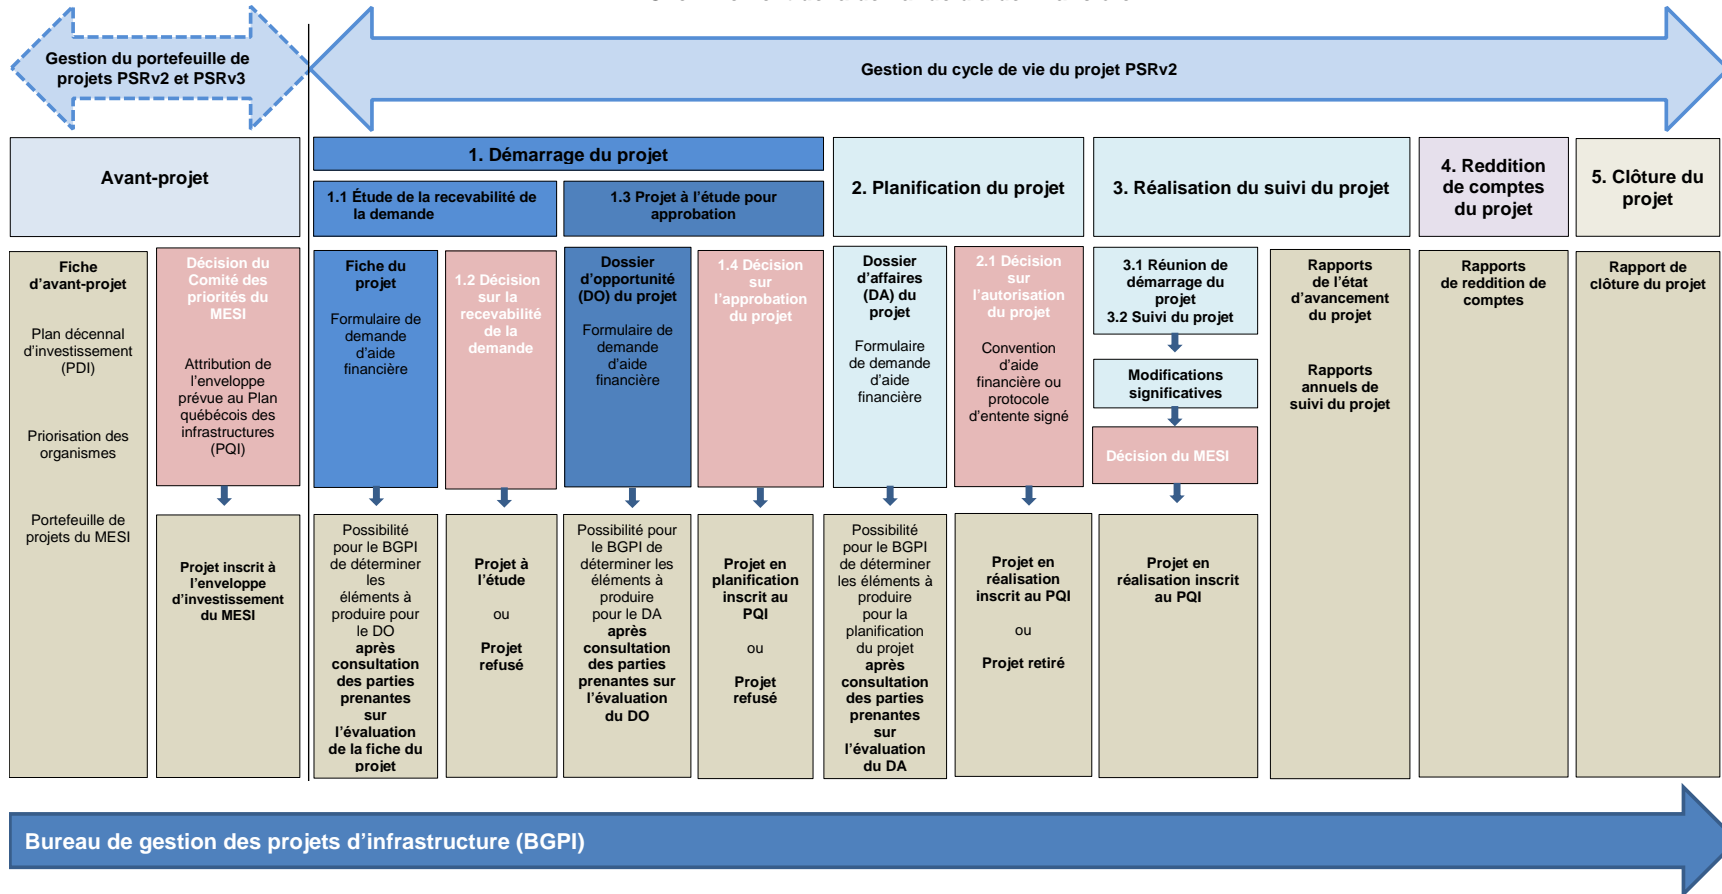 Gestion du portefeuille de
projets PSRv2 et PSRv3
Gestion du cycle de vie du projet PSRv2
Avant-projet
1. Démarrage du projet
1.1 Étude de la recevabilité de
la demande
1.3 Projet à l’étude pour
approbation
2. Planification du projet
3. Réalisation du suivi du projet
4. Reddition
de comptes
du projet
5. Clôture du
projet
Fiche
d’avant-projet
Plan décennal
d’investissement
(PDI)
Priorisation des
organismes
Portefeuille de
projets du MESI
Décision du
Comité des
priorités du
MESI
Attribution de
l’enveloppe
prévue au Plan
québécois des
infrastructures
(PQI)
Projet inscrit à
l’enveloppe
d’investissement
du MESI
Fiche du
projet
Formulaire de
demande
d’aide
financière
Possibilité
pour le BGPI
de déterminer
les
éléments à
produire pour
le DO
après
consultation
des parties
prenantes
sur
l’évaluation
de la fiche du
projet
1.2 Décision
sur la
recevabilité
de la
demande
Projet à
l’étude
ou
Projet
refusé
Dossier
d’opportunité
(DO) du projet
Formulaire de
demande
d’aide
financière
Possibilité pour
le BGPI de
déterminer les
éléments à
produire
pour le DA
après
consultation
des parties
prenantes sur
l’évaluation
du DO
1.4 Décision
sur
l’approbation
du projet
Projet en
planification
inscrit au
PQI
ou
Projet
refusé
Dossier
d’affaires
(DA) du
projet
Formulaire
de demande
d’aide
financière
Possibilité
pour le BGPI
de déterminer
les éléments à
produire
pour la
planification
du projet
après
consultation
des parties
prenantes
sur
l’évaluation
du DA
2.1 Décision
sur
l’autorisation
du projet
Convention
d’aide
financière ou
protocole
d’entente signé
Projet en
réalisation
inscrit au PQI
ou
Projet retiré
3.1 Réunion de
démarrage du
projet
3.2 Suivi du projet
Modifications
significatives
Décision du MESI
Projet en
réalisation inscrit
au PQI
Rapports
de l’état
d’avancement
du projet
Rapports
annuels de
suivi du projet
Rapports
de reddition de
comptes
Rapport de
clôture du projet
Bureau de gestion des projets d’infrastructure (BGPI)